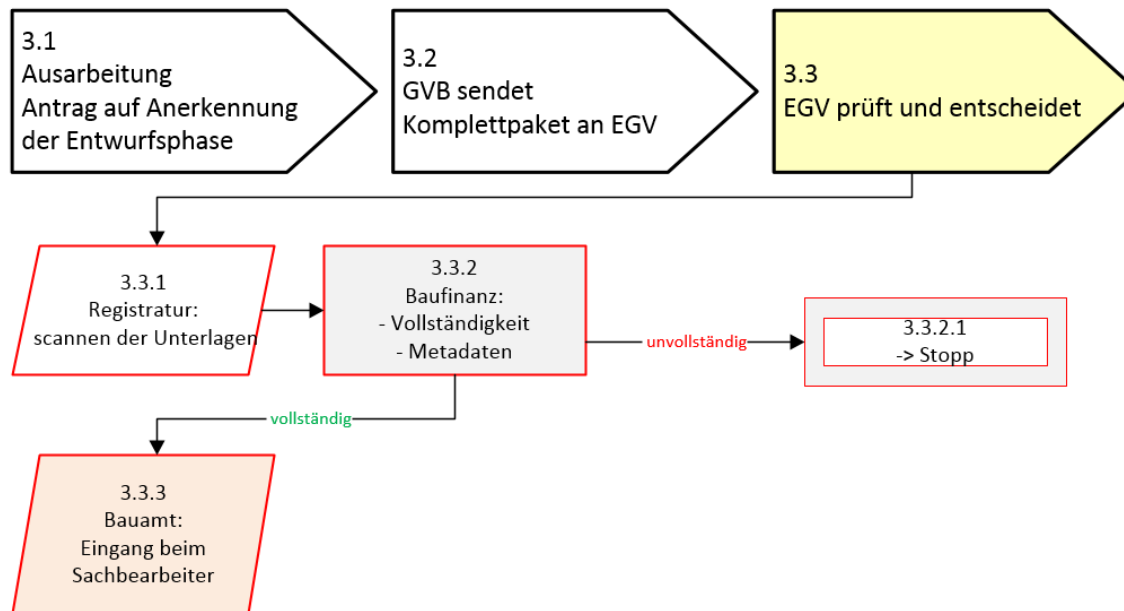 3.1
Ausarbeitung
Antrag auf Anerkennung
der Entwurfsphase
3.2
GVB sendet
Komplettpaket an EGV
3.3
EGV prüft und entscheidet
3.3.1
Registratur:
scannen der Unterlagen
3.3.2
Baufinanz:
- Vollständigkeit
- Metadaten
unvollständig
3.3.2.1
-> Stopp
vollständig
3.3.3
Bauamt:
Eingang beim
Sachbearbeiter